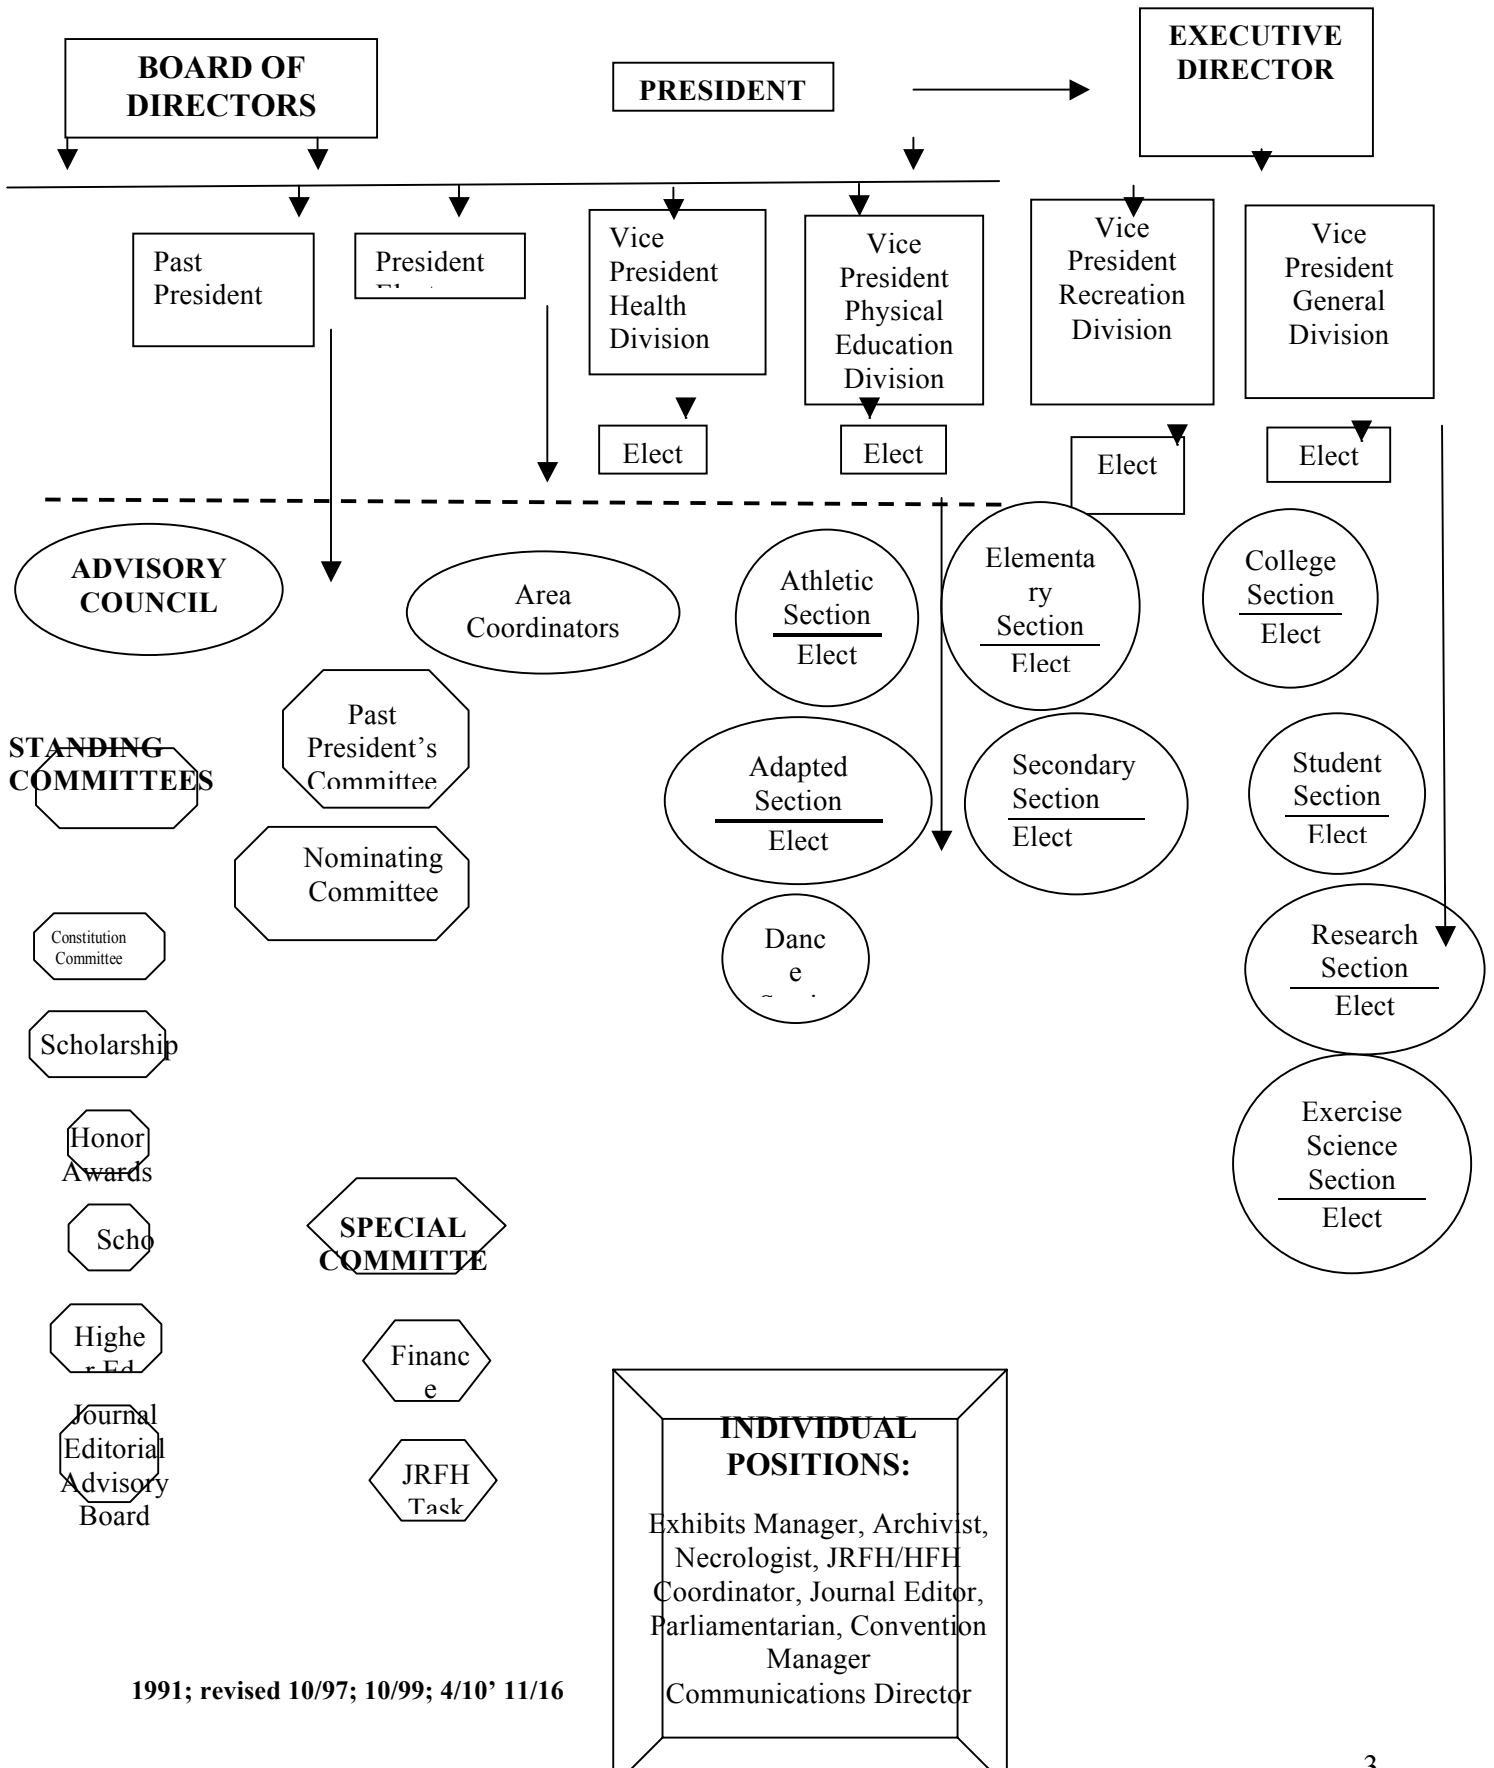 BOARD OF
DIRECTORS
PRESIDENT
EXECUTIVE
DIRECTOR
Past
President
President
Vice
President
Health
Division
Vice
President
Physical
Education
Division
Vice
President
Recreation
Division
Vice
President
General
Division
Elect
Elect
Elect
Elect
ADVISORY
COUNCIL
Area
Coordinators
Athletic
Section
Elect
Elementa
ry
Section
Elect
College
Section
Elect
STANDING
COMMITTEES
Past
President’s
Committee
Nominating
Committee
Adapted
Section
Elect
Secondary
Section
Elect
Student
Section
Elect
Constitution
Committee
Danc
e
Research
Section
Elect
Scholarship
Honor
Awards
Exercise
Science
Section
Elect
Scho
SPECIAL
COMMITTE
Highe
r Ed
Financ
e
Journal
Editorial
Advisory
Board
JRFH
Task
INDIVIDUAL
POSITIONS:
Exhibits Manager, Archivist,
Necrologist, JRFH/HFH
Coordinator, Journal Editor,
Parliamentarian, Convention
Manager
Communications Director
1991; revised 10/97; 10/99; 4/10’ 11/16
3